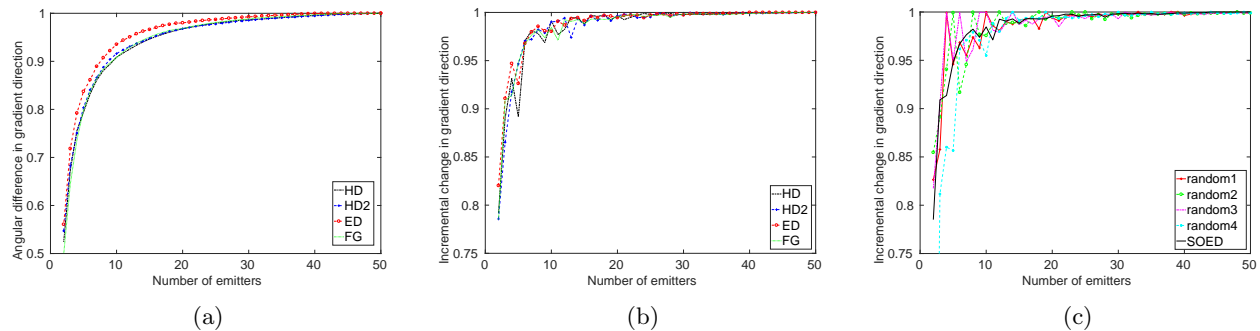 Angular difference in gradient direction
1
0.9
0.8
0.7
0.6
0.5
0 10 20 30 40 50
Number of emitters
HD
HD2
ED
FG
(a)
Incremental change in gradient direction
1
0.95
0.9
0.85
0.8
0.75
0 10 20 30 40 50
Number of emitters
HD
HD2
ED
FG
(b)
Incremental change in gradient direction
1
0.95
0.9
0.85
0.8
0.75
0 10 20 30 40 50
Number of emitters
random1
random2
random3
random4
SOED
(c)